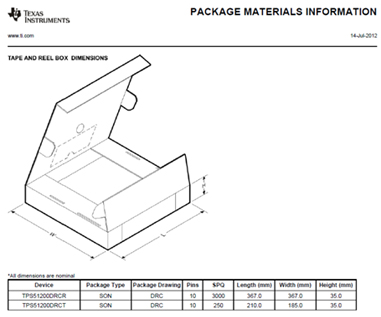 TEXAS
INSTRUMENTS
PACKAGE MATERIALS INFORMATION
www.ti.com
14-Jul-2012
TAPE AND REEL BOX DIMENSIONS
W
L
H
*All dimensions are nominal
Device Package Type Package Drawing Pins SPQ Length (mm) Width (mm) Height (mm)
TPS51200DRCR SON DRC 10 3000 367.0 367.0 35.0
TPS51200DRCT SON DRC 10 250 210.0 185.0 35.0